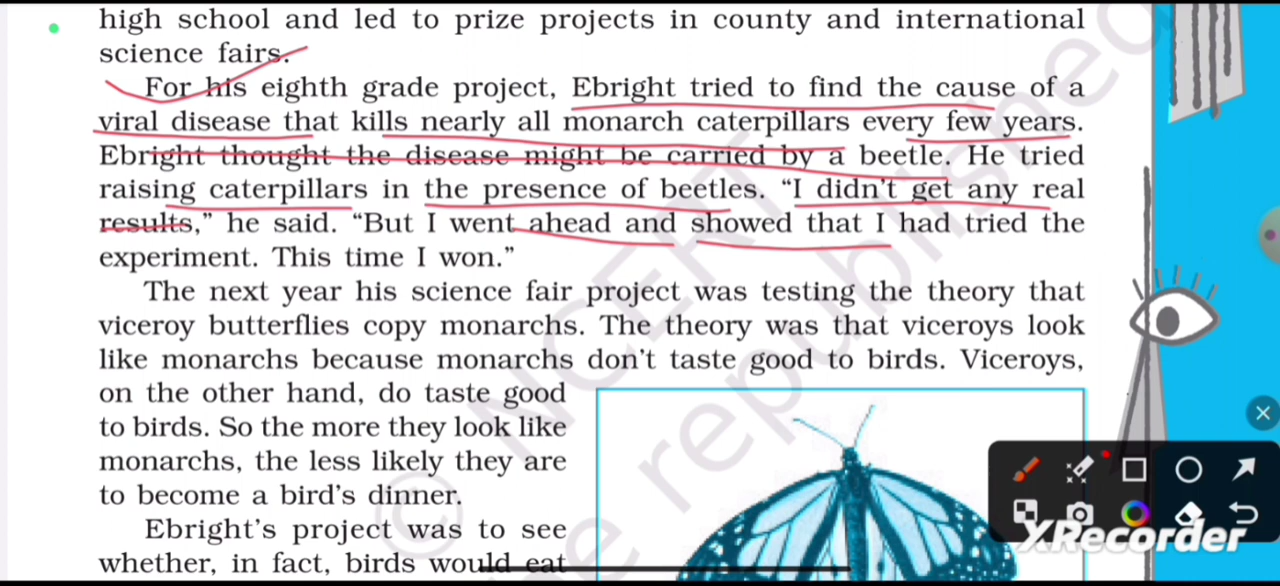 high school and led to prize projects in county and international
science fairs.
For his eighth grade project, Ebright tried to find the cause of a
viral disease that kills nearly all monarch caterpillars every few years.
Ebright thought the disease might be carried by a beetle. He tried
raising caterpillars in the presence of beetles. “I didn’t get any real
results,” he said. “But I went ahead and showed that I had tried the
experiment. This time I won.”
The next year his science fair project was testing the theory that
viceroy butterflies copy monarchs. The theory was that viceroys look
like monarchs because monarchs don’t taste good to birds. Viceroys,
on the other hand, do taste good
to birds. So the more they look like
monarchs, the less likely they are
to become a bird’s dinner.
Ebright’s project was to see
whether, in fact, birds would eat
© NCERT
be republished
XRecorder